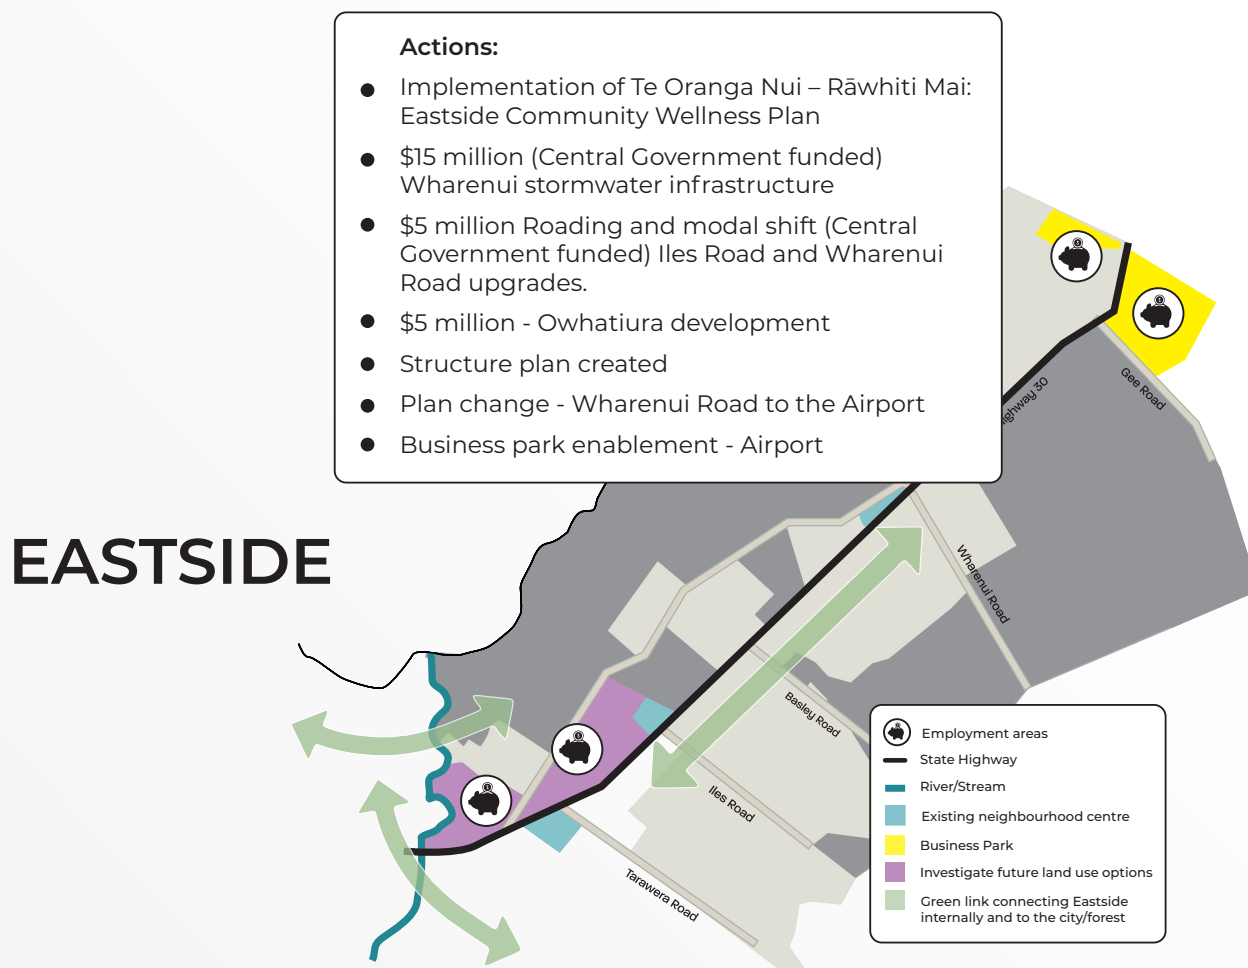 Actions:
Implementation of Te Oranga Nui – Rāwhiti Mai:
Eastside Community Wellness Plan
$15 million (Central Government funded)
Wharenui stormwater infrastructure
$5 million Roading and modal shift (Central
Government funded) Iles Road and Wharenui
Road upgrades.
$5 million - Owhatiura development
Structure plan created
Plan change - Wharenui Road to the Airport
Business park enablement - Airport
EASTSIDE
ighway 30
Gee Road
Wharenui Road
Basley Road
Iles Road
Tarawera Road
Employment areas
State Highway
River/Stream
Existing neighbourhood centre
Business Park
Investigate future land use options
Green link connecting Eastside
internally and to the city/forest